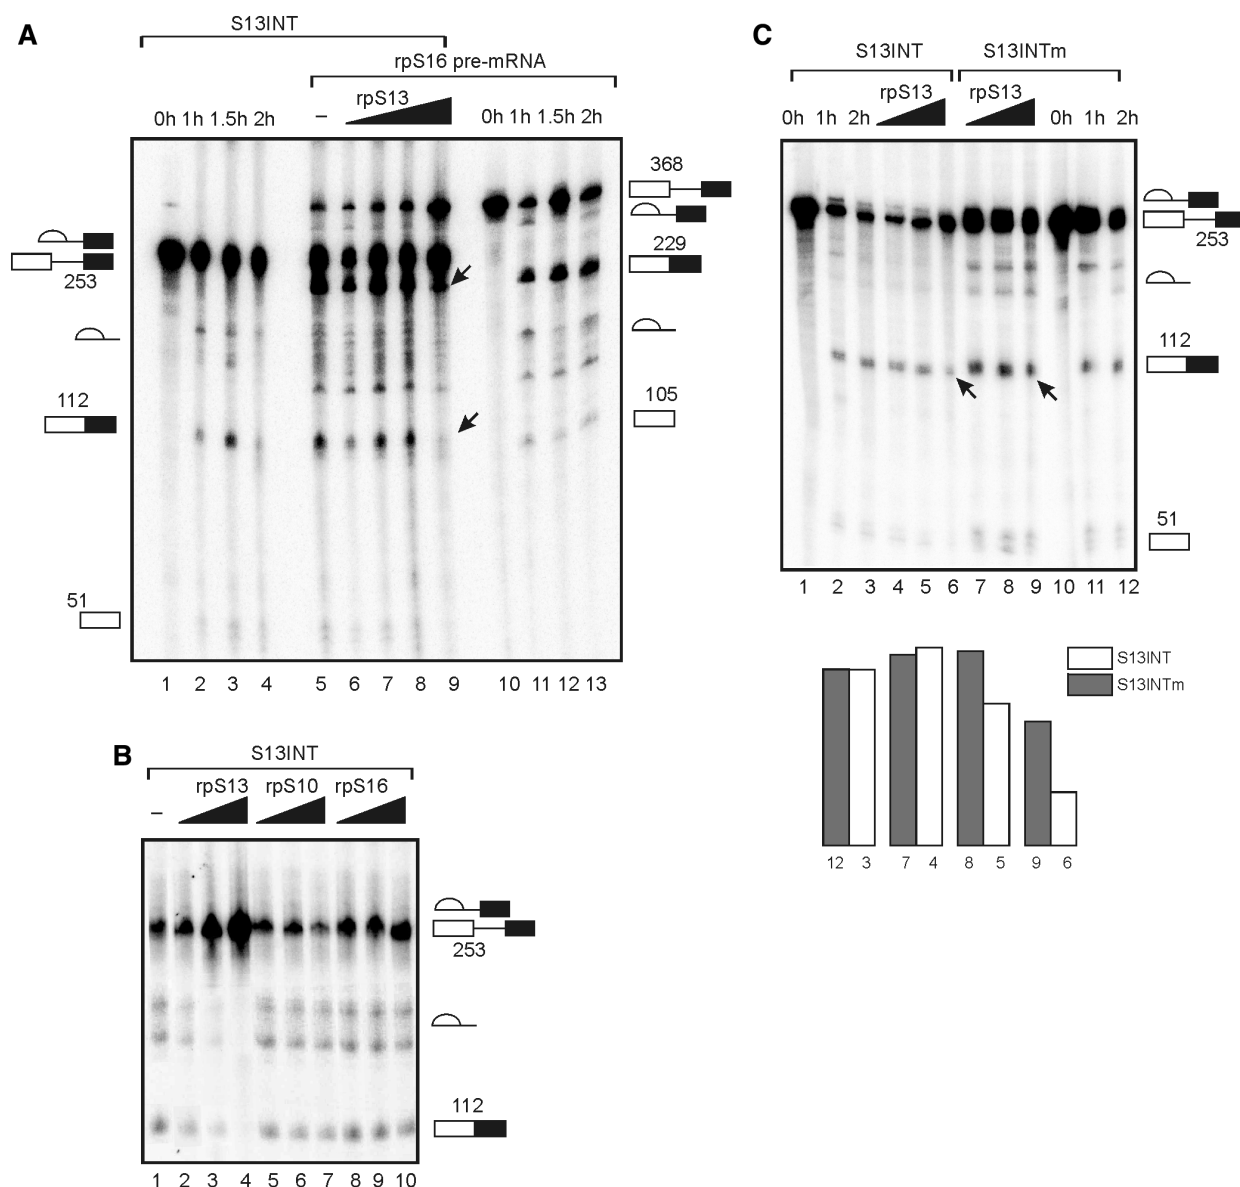 A
S13INT
rpS16 pre-mRNA
rpS13
0h 1h 1.5h 2h
–
0h 1h 1.5h 2h
368
253
229
112
105
51
1 2 3 4 5 6 7 8 9 10 11 12 13
B
S13INT
rpS13 rpS10 rpS16
–
253
112
1 2 3 4 5 6 7 8 9 10
C
S13INT S13INTm
rpS13 rpS13
0h 1h 2h 0h 1h 2h
253
112
51
1 2 3 4 5 6 7 8 9 10 11 12
S13INT
S13INTm
12 3 7 4 8 5 9 6